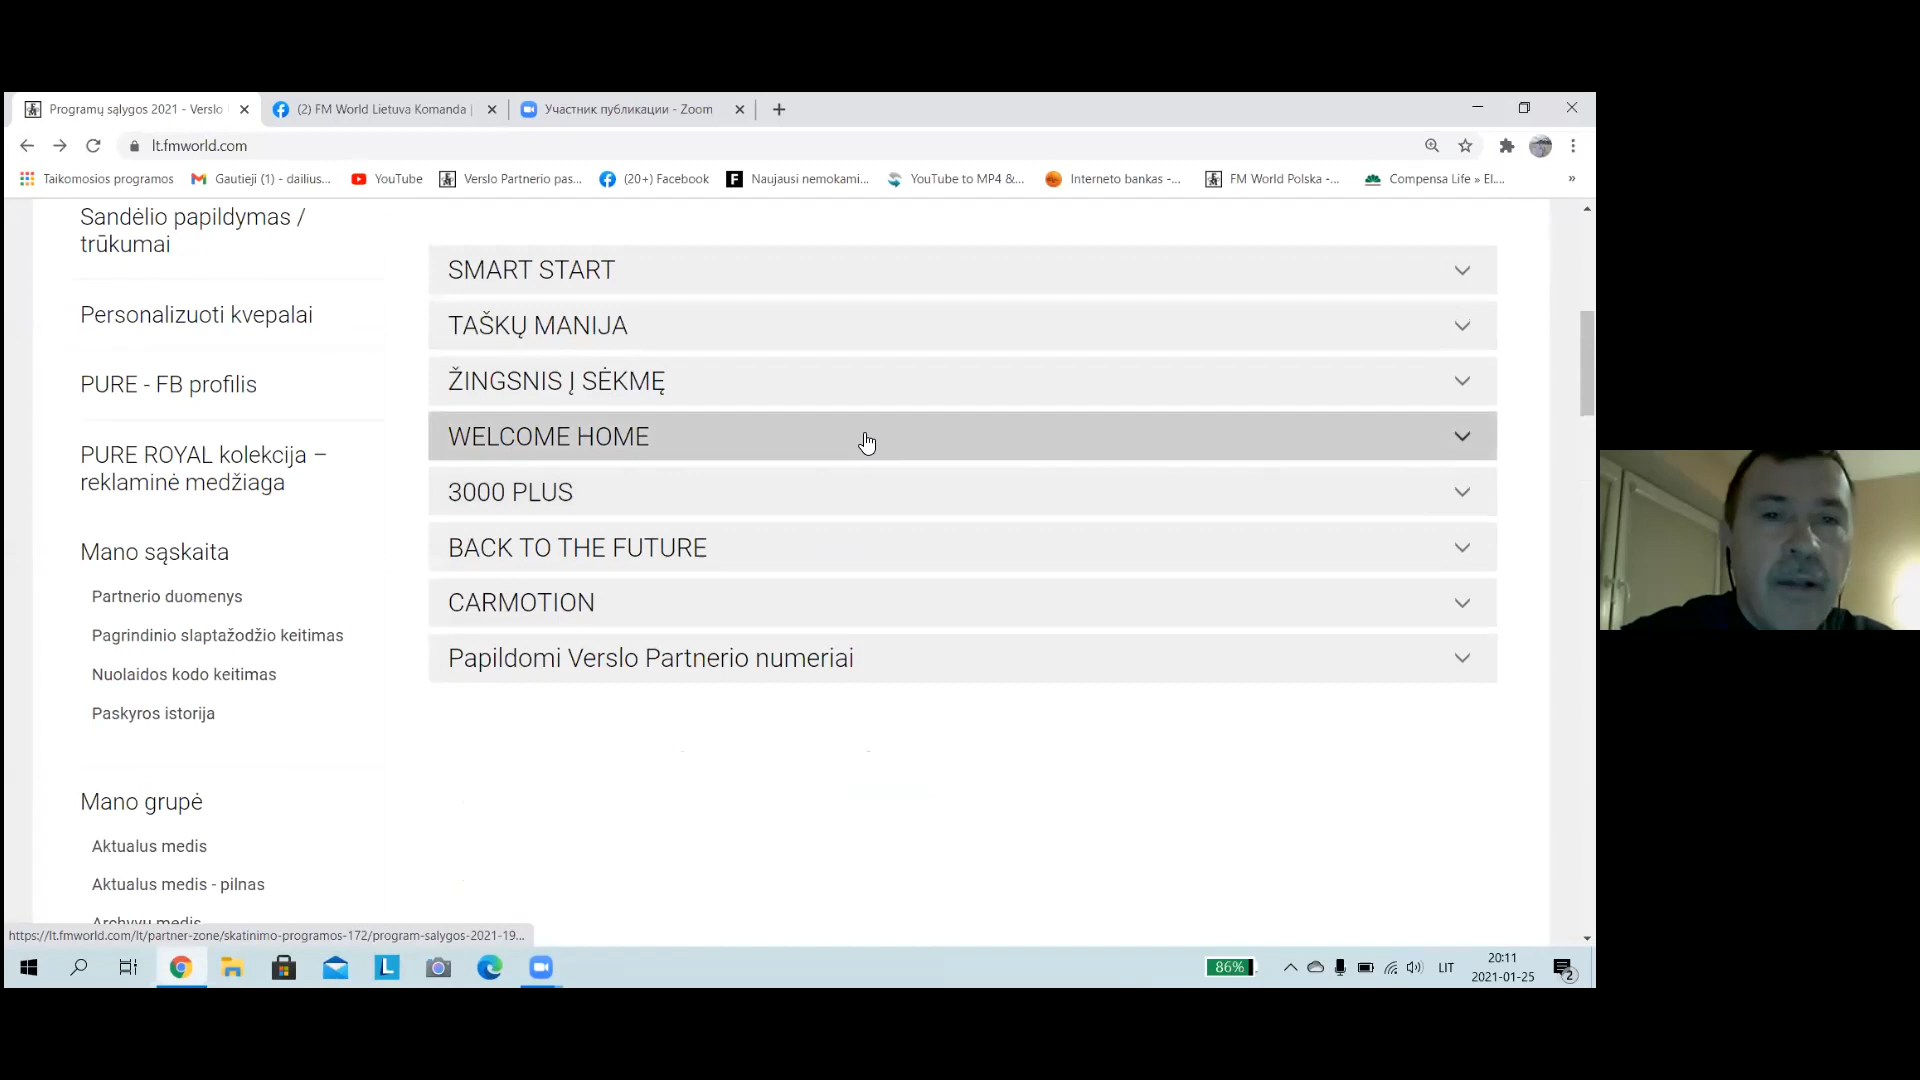 Programų sąlygos 2021 - Verslo
(2) FM World Lietuva Komanda |
Участник публикации - Zoom
lt.fmworld.com
Taikomosios programos
Gautieji (1) - dailius...
YouTube
Verslo Partnerio pas...
(20+) Facebook
Naujausi nemokami...
YouTube to MP4 &...
Interneto bankas -...
FM World Polska -...
Compensa Life » El....
»
Sandėlio papildymas /
trūkumai
Personalizuoti kvepalai
PURE - FB profilis
PURE ROYAL kolekcija –
reklaminė medžiaga
Mano sąskaita
Partnerio duomenys
Pagrindinio slaptažodžio keitimas
Nuolaidos kodo keitimas
Paskyros istorija
Mano grupė
Aktualus medis
Aktualus medis - pilnas
Archyvų medis
SMART START
TAŠKŲ MANIJA
ŽINGSNIS Į SĖKMĘ
WELCOME HOME
3000 PLUS
BACK TO THE FUTURE
CARMOTION
Papildomi Verslo Partnerio numeriai
https://lt.fmworld.com/lt/partner-zone/skatinimo-programos-172/program-salygos-2021-19...
86%
LIT
20:11
2021-01-25
2